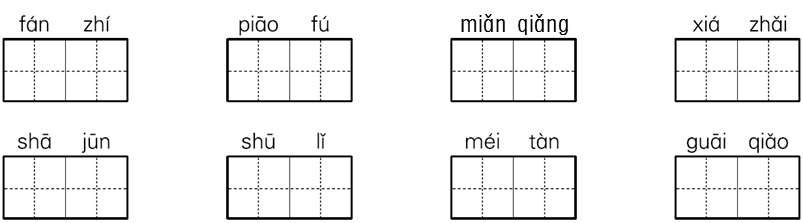 fán zhí piāo fú miǎn qiǎng xiá zhǎi
shā jūn shū lǐ méi tàn guāi qiǎo